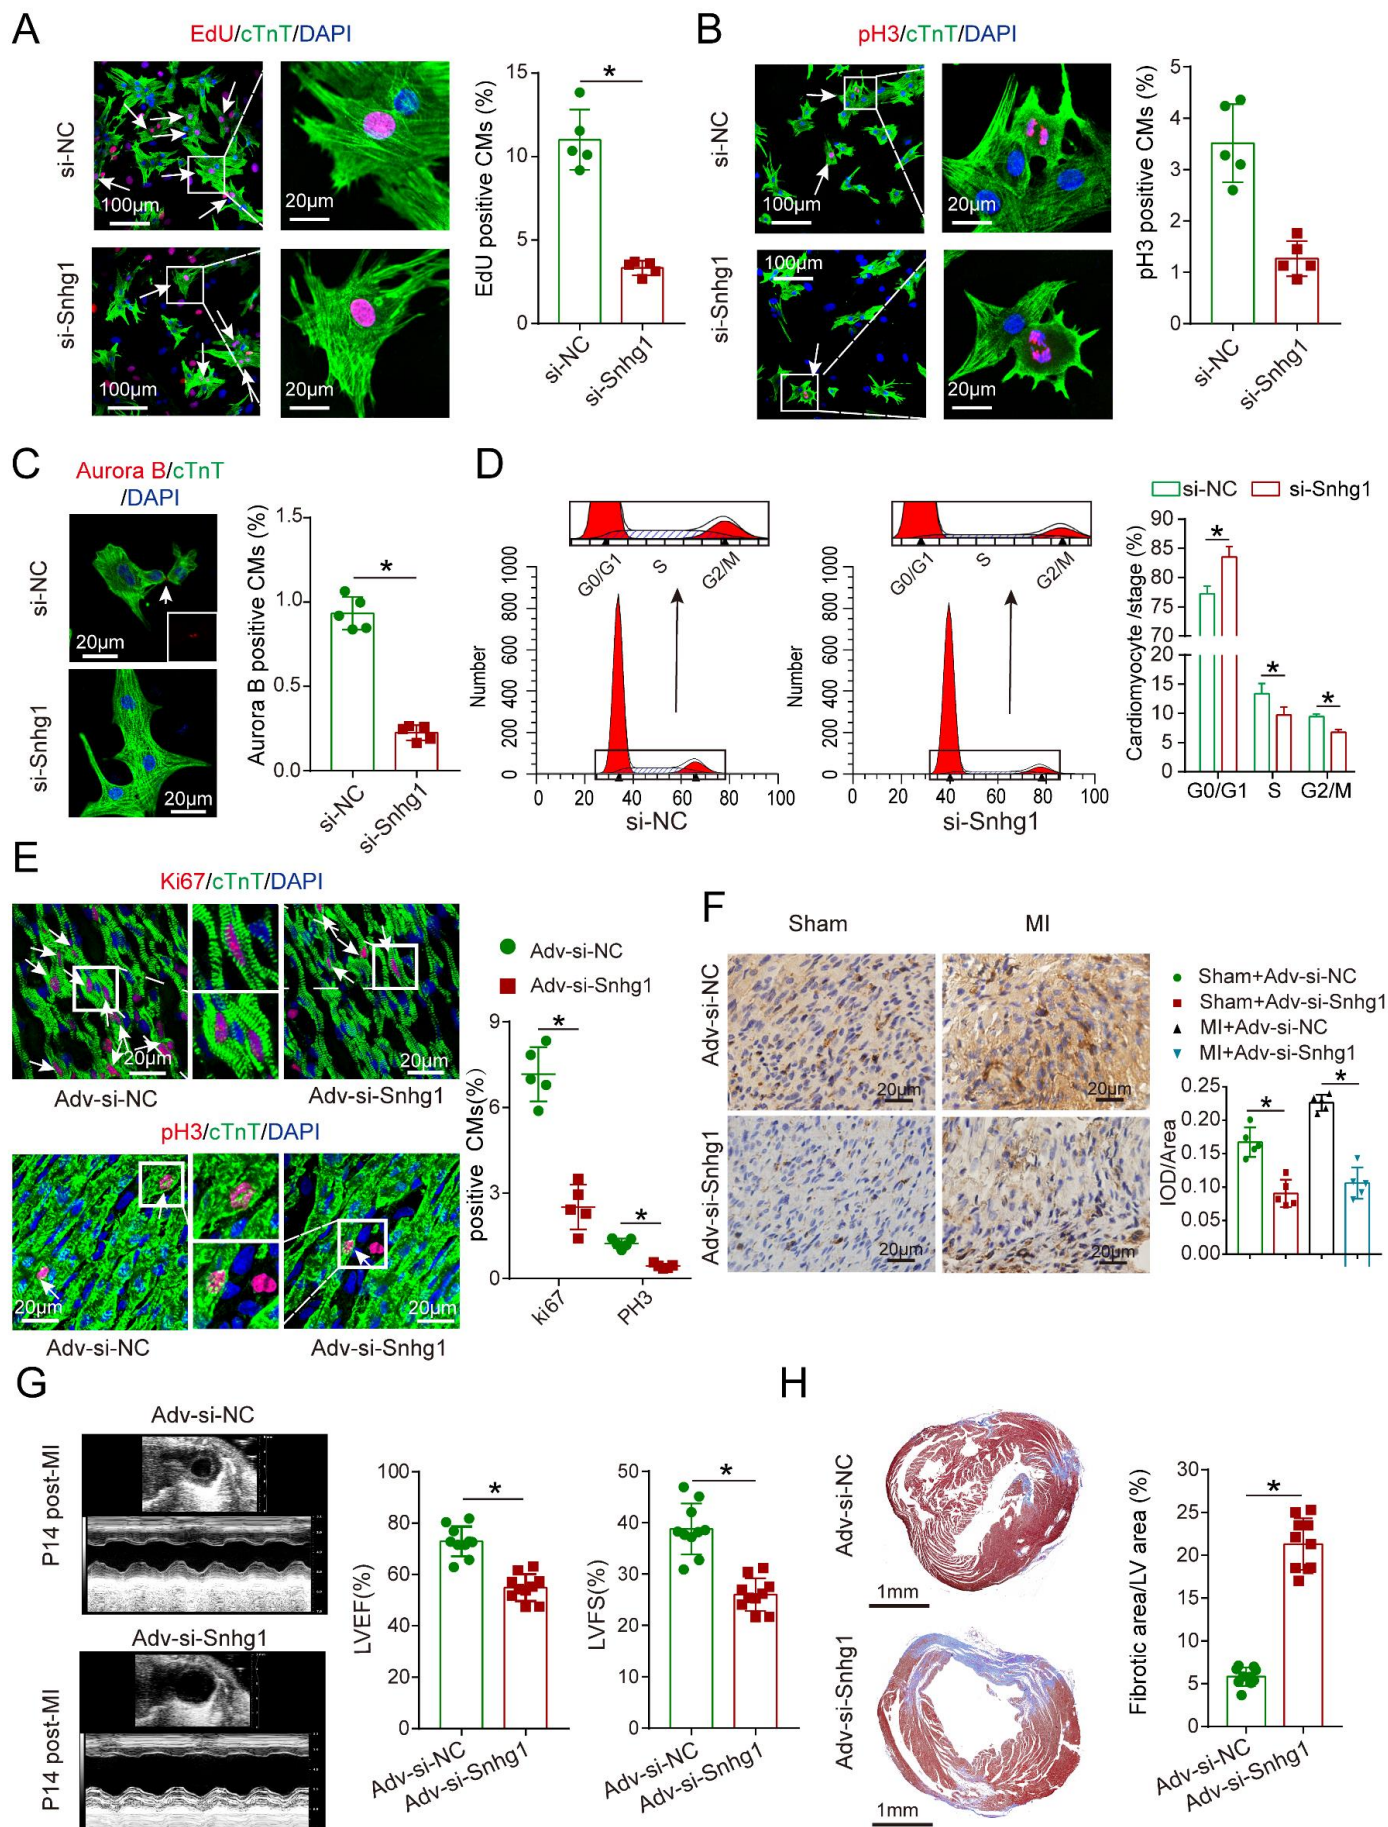 A
EdU/cTnT/DAPI
si-NC
100μm
20μm
si-Snhg1
100μm
20μm
EdU positive CMs (%)
15
10
5
0
*
si-NC
si-Snhg1
B
pH3/cTnT/DAPI
si-NC
100μm
20μm
si-Snhg1
100μm
20μm
pH3 positive CMs (%)
5
4
3
2
1
0
si-NC
si-Snhg1
C
Aurora B/cTnT
/DAPI
si-NC
20μm
si-Snhg1
20μm
Aurora B positive CMs (%)
1.5
1.0
0.5
0.0
*
si-NC
si-Snhg1
D
G0/G1
S
G2/M
Number
1000
800
600
400
200
0
0 20 40 60 80 100
si-NC
G0/G1
S
G2/M
Number
1000
800
600
400
200
0
0 20 40 60 80 100
si-Snhg1
si-NC si-Snhg1
Cardiomyocyte /stage (%)
90
85
80
75
70
20
15
10
5
0
*
*
*
G0/G1 S G2/M
E
Ki67/cTnT/DAPI
20μm
20μm
Adv-si-NC
Adv-si-Snhg1
pH3/cTnT/DAPI
20μm
20μm
Adv-si-NC
Adv-si-Snhg1
Adv-si-NC
Adv-si-Snhg1
positive CMs(%)
9
6
3
0
*
*
ki67
PH3
F
Sham
MI
Adv-si-NC
20μm
20μm
Adv-si-Snhg1
20μm
20μm
Sham+Adv-si-NC
Sham+Adv-si-Snhg1
MI+Adv-si-NC
MI+Adv-si-Snhg1
IOD/Area
0.25
0.20
0.15
0.10
0.05
0.00
*
*
G
Adv-si-NC
P14 post-MI
Adv-si-Snhg1
P14 post-MI
LVEF(%)
100
80
60
40
20
0
*
Adv-si-NC
Adv-si-Snhg1
LVFS(%)
50
40
30
20
10
0
*
Adv-si-NC
Adv-si-Snhg1
H
Adv-si-NC
1mm
Adv-si-Snhg1
1mm
Fibrotic area/LV area (%)
30
25
20
15
10
5
0
*
Adv-si-NC
Adv-si-Snhg1